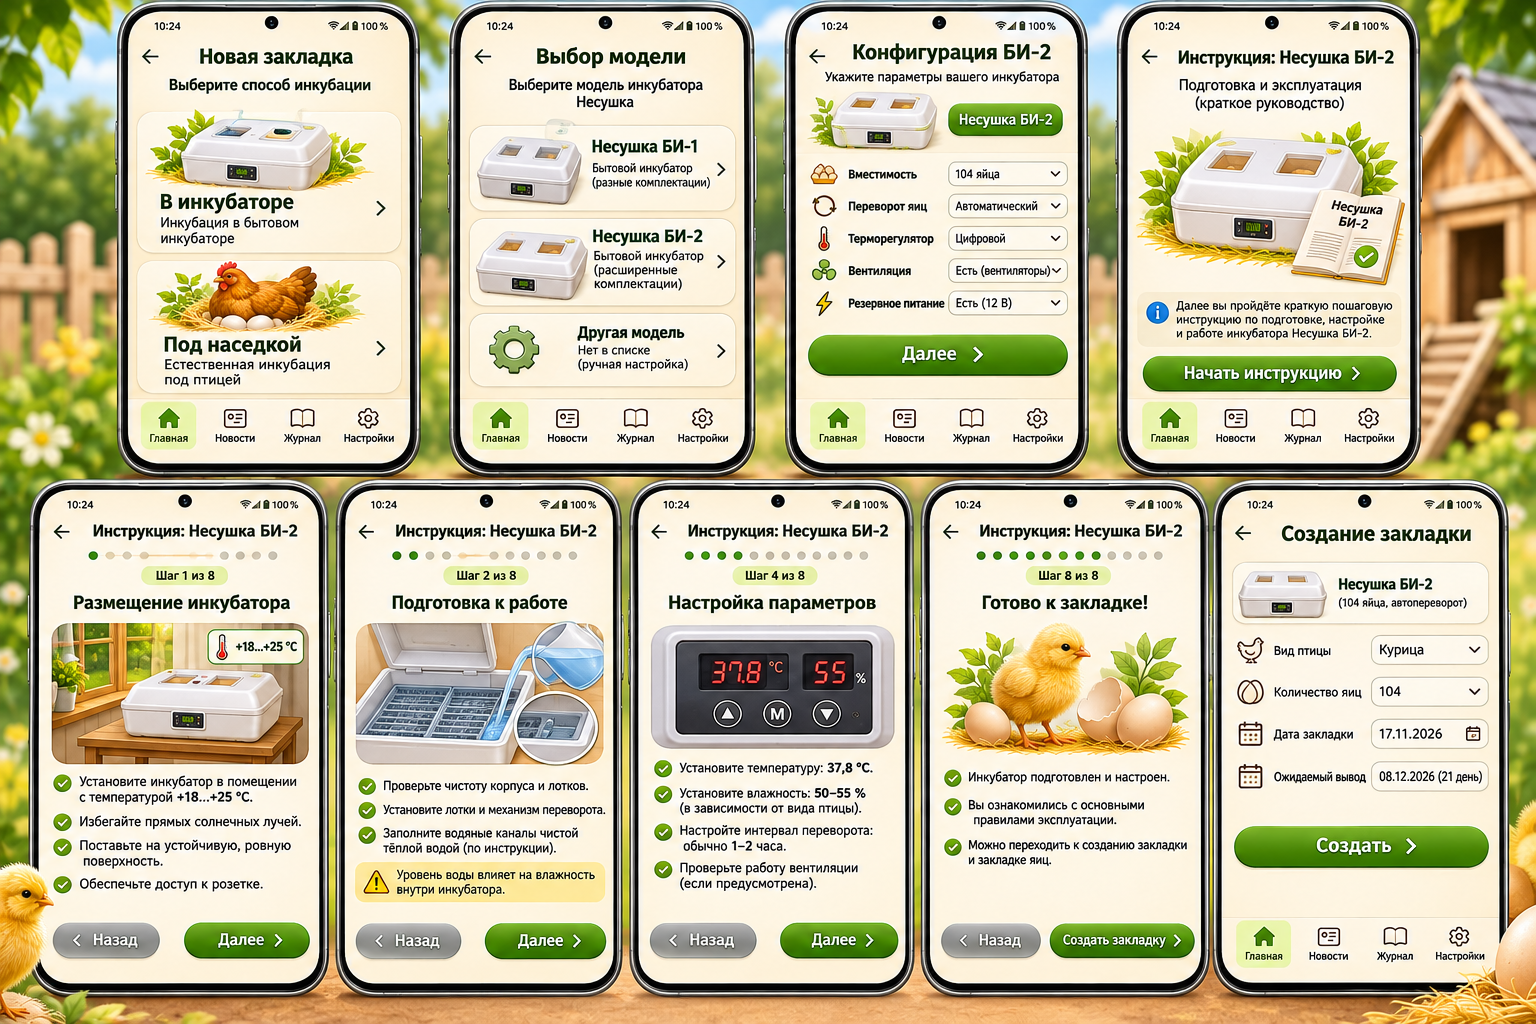 10:24
100%
Новая закладка
Выберите способ инкубации
В инкубаторе
Инкубация в бытовом
инкубаторе
Под наседкой
Естественная инкубация
под птицей
Главная
Новости
Журнал
Настройки
10:24
100%
Выбор модели
Выберите модель инкубатора
Несушка
Несушка БИ-1
Бытовой инкубатор
(разные комплектации)
Несушка БИ-2
Бытовой инкубатор
(расширенные
комплектации)
Другая модель
Нет в списке
(ручная настройка)
Главная
Новости
Журнал
Настройки
10:24
100%
Конфигурация БИ-2
Укажите параметры вашего инкубатора
Несушка БИ-2
Вместимость
104 яйца
Переворот яиц
Автоматический
Терморегулятор
Цифровой
Вентиляция
Есть (вентиляторы)
Резервное питание
Есть (12 В)
Далее
Главная
Новости
Журнал
Настройки
10:24
100%
Инструкция: Несушка БИ-2
Подготовка и эксплуатация
(краткое руководство)
Несушка
БИ-2
Далее вы пройдёте краткую пошаговую
инструкцию по подготовке, настройке
и работе инкубатора Несушка БИ-2.
Начать инструкцию
Главная
Новости
Журнал
Настройки
10:24
100%
Инструкция: Несушка БИ-2
Шаг 1 из 8
Размещение инкубатора
+18...+25 °C
Установите инкубатор в помещении
с температурой +18...+25 °C.
Избегайте прямых солнечных лучей.
Поставьте на устойчивую, ровную
поверхность.
Обеспечьте доступ к розетке.
Назад
Далее
10:24
100%
Инструкция: Несушка БИ-2
Шаг 2 из 8
Подготовка к работе
Проверьте чистоту корпуса и лотков.
Установите лотки и механизм переворота.
Заполните водяные каналы чистой
тёплой водой (по инструкции).
Уровень воды влияет на влажность
внутри инкубатора.
Назад
Далее
10:24
100%
Инструкция: Несушка БИ-2
Шаг 4 из 8
Настройка параметров
37.8 °C
55 %
M
Установите температуру: 37,8 °C.
Установите влажность: 50–55 %
(в зависимости от вида птицы).
Настройте интервал переворота:
обычно 1–2 часа.
Проверьте работу вентиляции
(если предусмотрена).
Назад
Далее
10:24
100%
Инструкция: Несушка БИ-2
Шаг 8 из 8
Готово к закладке!
Инкубатор подготовлен и настроен.
Вы ознакомились с основными
правилами эксплуатации.
Можно переходить к созданию закладки
и закладке яиц.
Назад
Создать закладку
10:24
100%
Создание закладки
Несушка БИ-2
(104 яйца, автопереворот)
Вид птицы
Курица
Количество яиц
104
Дата закладки
17.11.2026
Ожидаемый вывод
08.12.2026 (21 день)
Создать
Главная
Новости
Журнал
Настройки